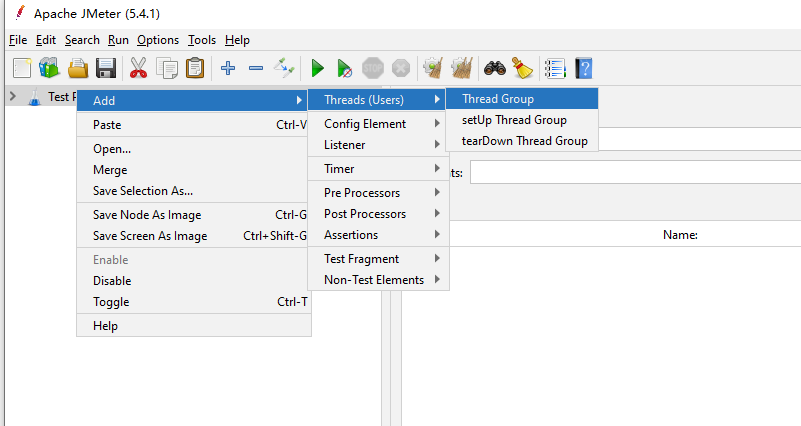 Apache JMeter (5.4.1)
File Edit Search Run Options Tools Help
Test P
Add
Paste Ctrl-V
Open...
Merge
Save Selection As...
Save Node As Image Ctrl-G
Save Screen As Image Ctrl+Shift-G
Enable
Disable
Toggle Ctrl-T
Help
Threads (Users)
Config Element
Listener
Timer
Pre Processors
Post Processors
Assertions
Test Fragment
Non-Test Elements
Thread Group
setUp Thread Group
tearDown Thread Group
nts:
Name:
STOP